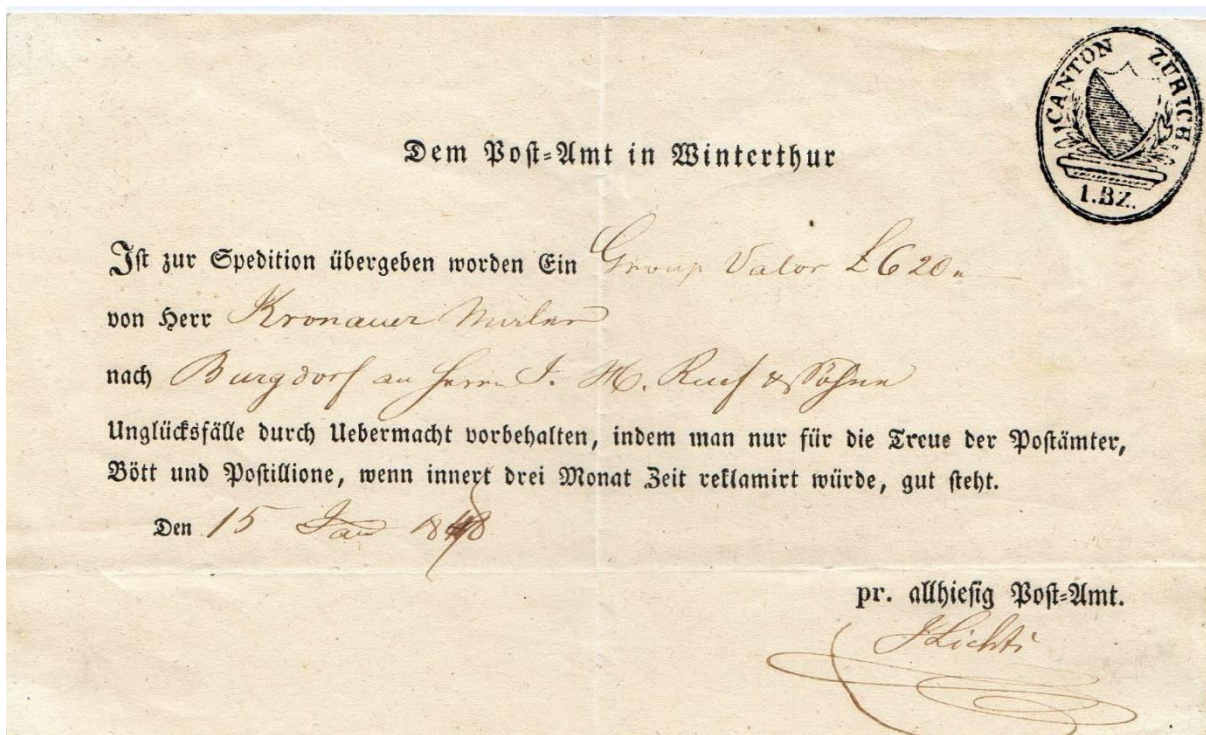 CANTON ZÜRICH.
1.BZ.
Dem Post-Amt in Winterthur
Ist zur Spedition übergeben worden Ein Group Valor £ 620
von Herr Kronauer
nach Burgdorf an Herrn J. M. Ruef & Söhne
Unglücksfälle durch Uebermacht vorbehalten, indem man nur für die Treue der Postämter,
Bött und Postillione, wenn innert drei Monat Zeit reklamirt würde, gut steht.
Den 15 Jan 1848
pr. allhiesig Post-Amt.
Lichti